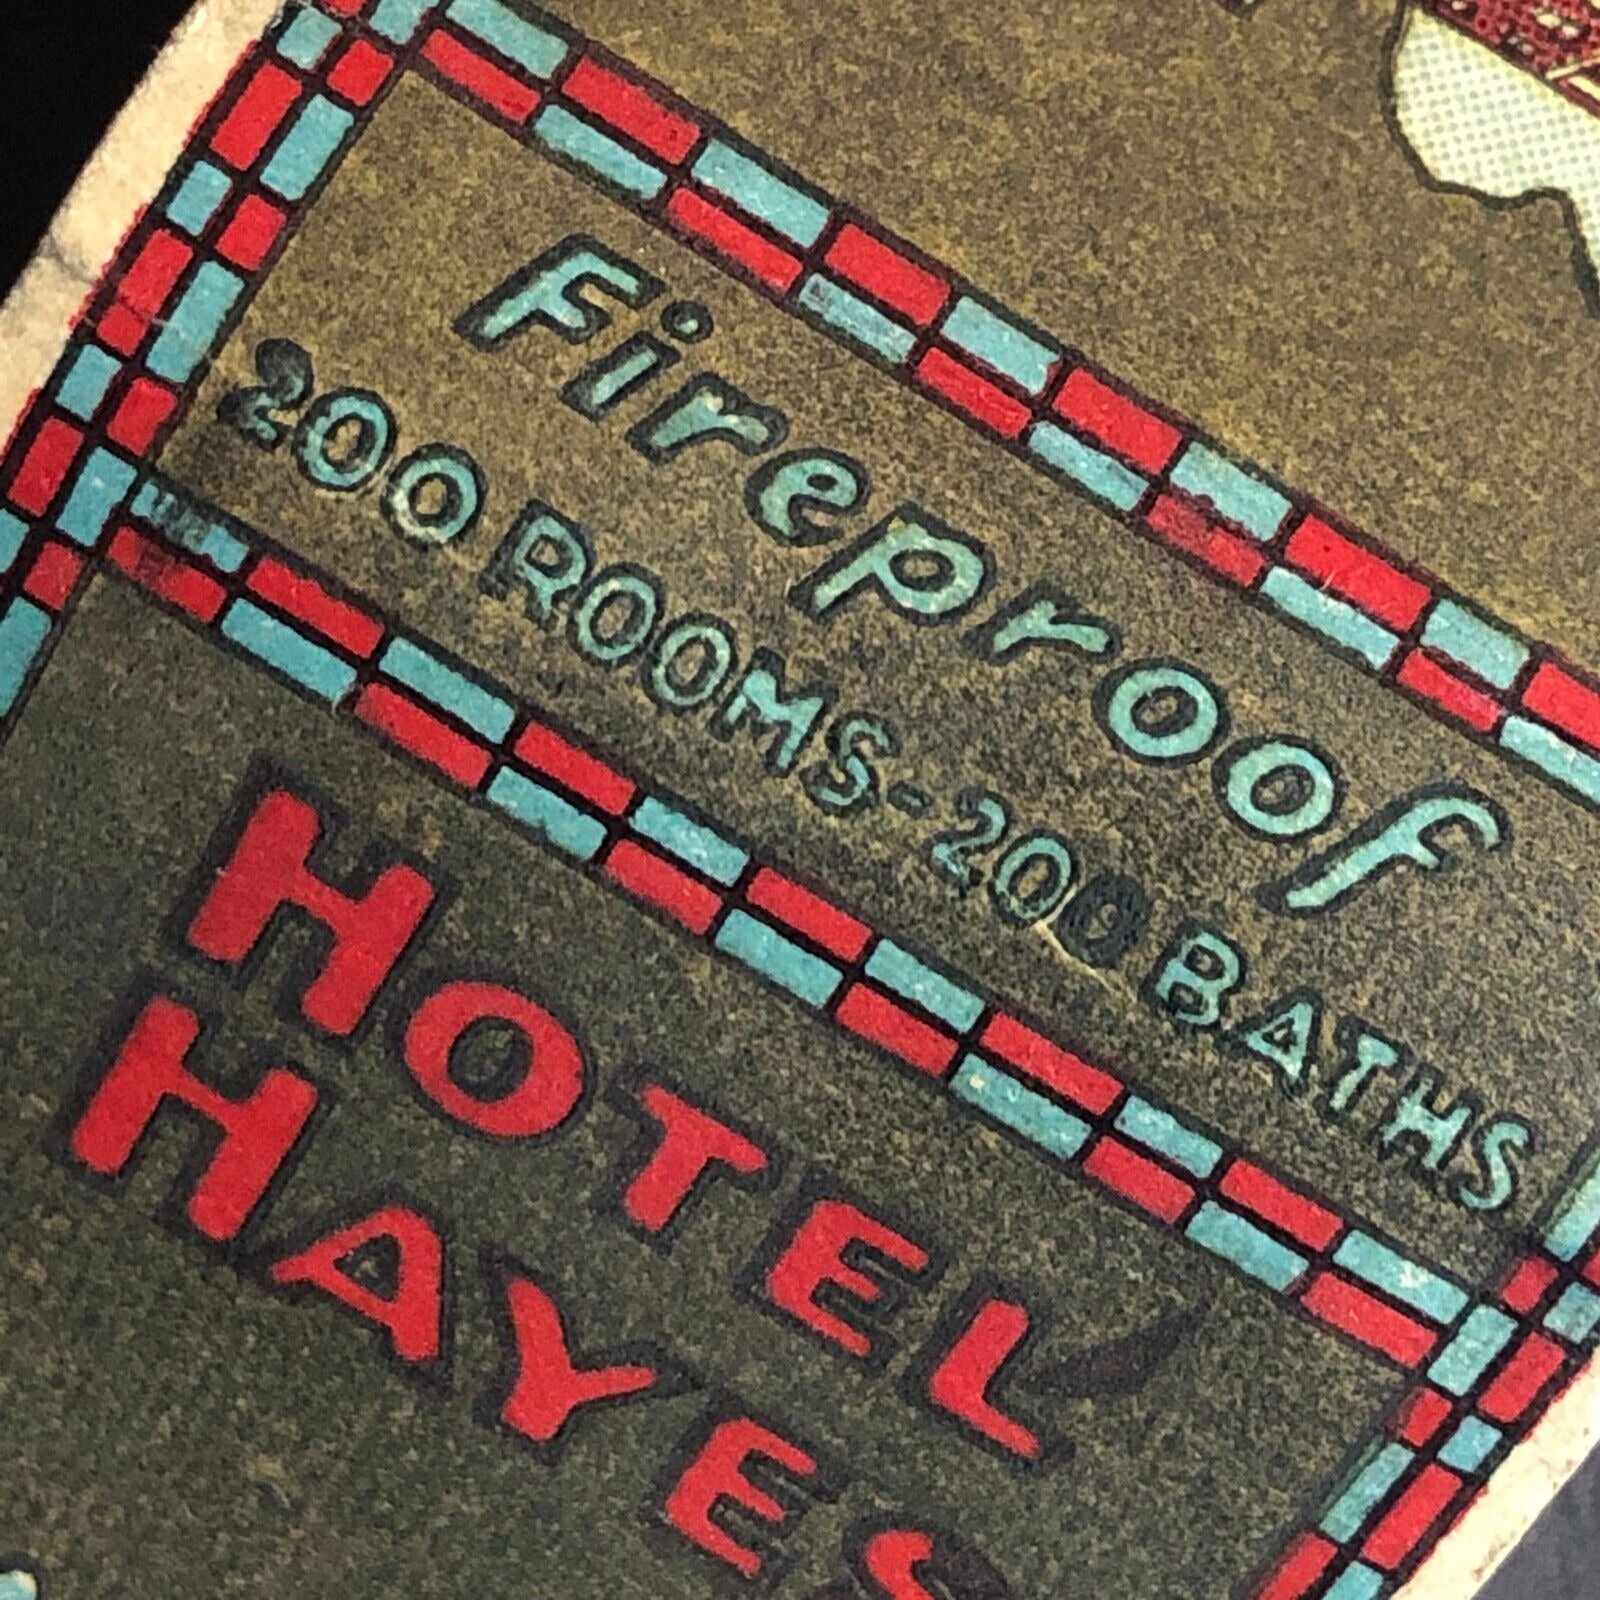 Fireproof
200 ROOMS-200 BATHS
HOTEL
HAYES